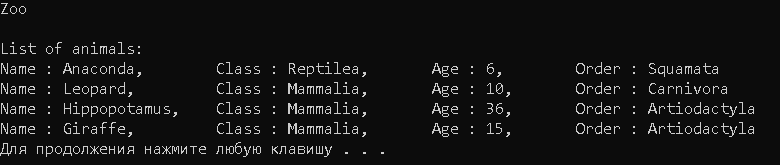 Zoo
List of animals:
Name : Anaconda, Class : Reptilea, Age : 6, Order : Squamata
Name : Leopard, Class : Mammalia, Age : 10, Order : Carnivora
Name : Hippopotamus, Class : Mammalia, Age : 36, Order : Artiodactyla
Name : Giraffe, Class : Mammalia, Age : 15, Order : Artiodactyla
Для продолжения нажмите любую клавишу . . .